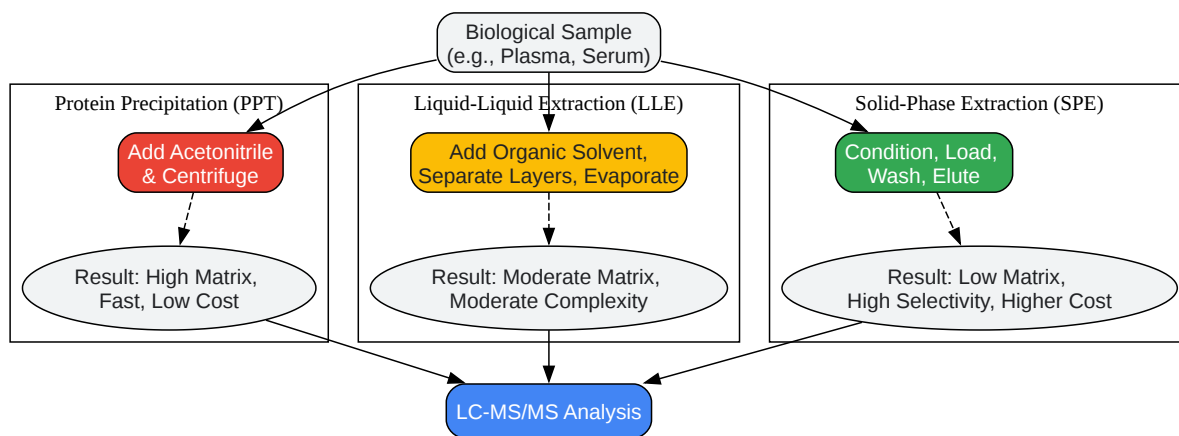 Biological Sample
(e.g., Plasma, Serum)
Protein Precipitation (PPT)
Liquid-Liquid Extraction (LLE)
Solid-Phase Extraction (SPE)
Add Acetonitrile
& Centrifuge
Add Organic Solvent,
Separate Layers, Evaporate
Condition, Load,
Wash, Elute
Result: High Matrix,
Fast, Low Cost
Result: Moderate Matrix,
Moderate Complexity
Result: Low Matrix,
High Selectivity, Higher Cost
LC-MS/MS Analysis